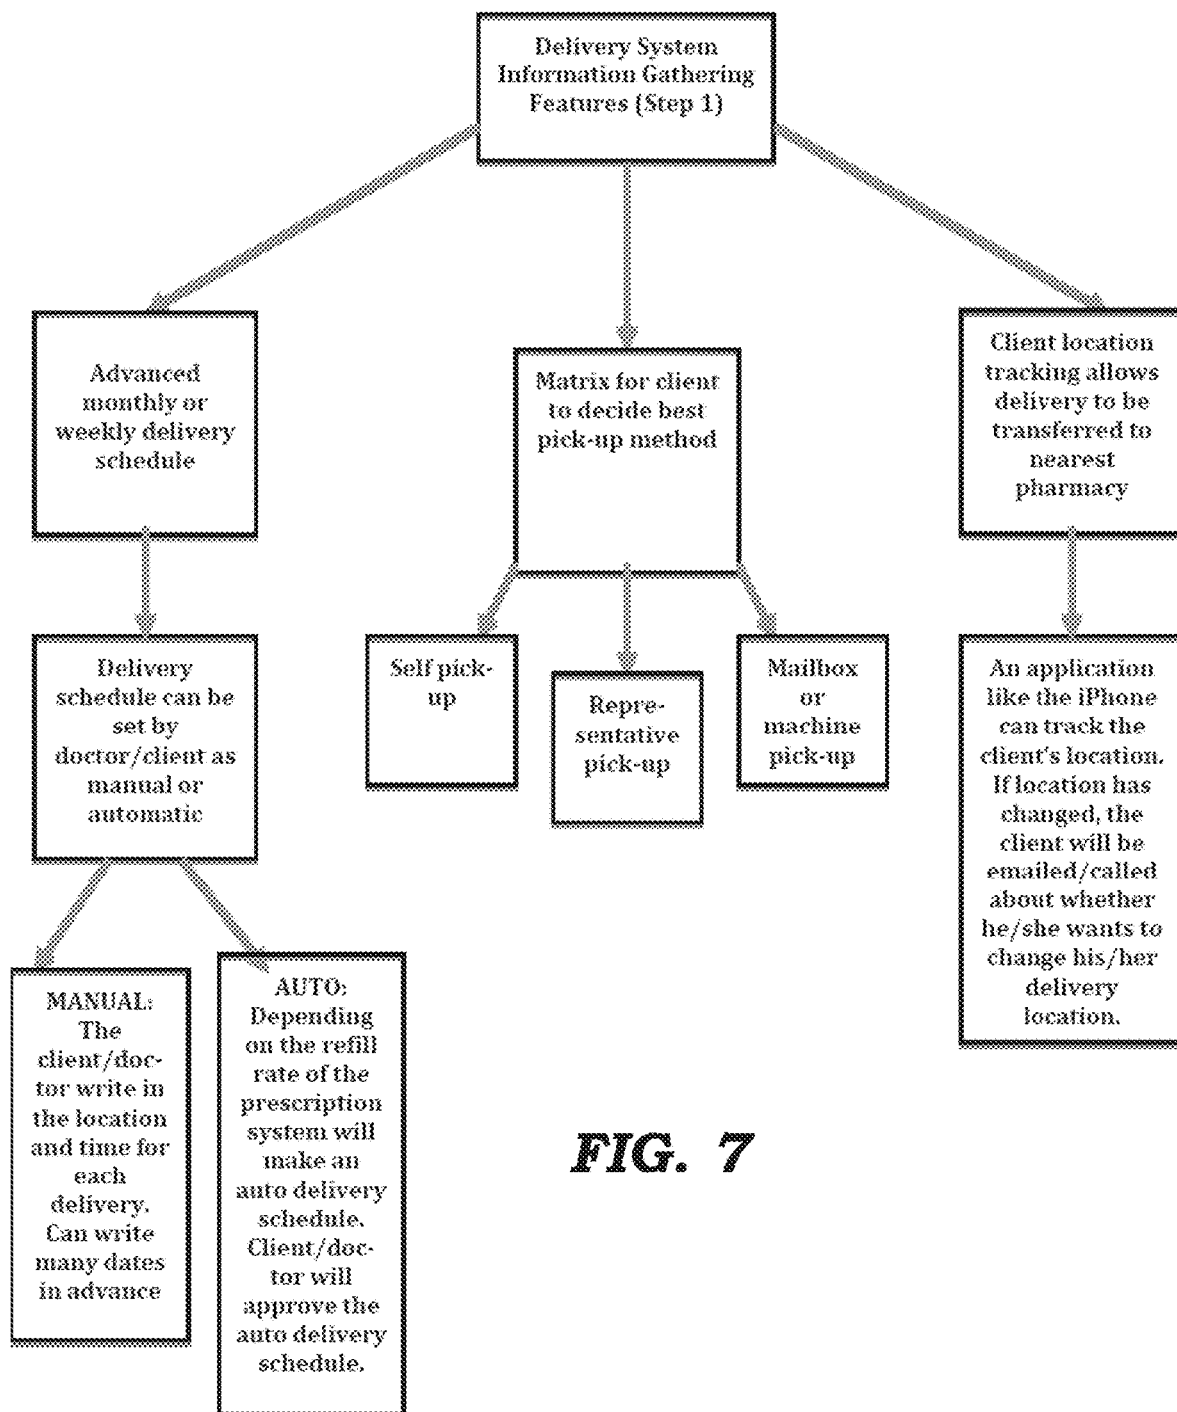 Delivery System
Information Gathering
Features (Step 1)
Advanced
monthly or
weekly delivery
schedule
Matrix for client
to decide best
pick-up method
Client location
tracking allows
delivery to be
transferred to
nearest
pharmacy
Delivery
schedule can be
set by
doctor/client as
manual or
automatic
Self pick-
up
Repre-
sentative
pick-up
Mailbox
or
machine
pick-up
An application
like the iPhone
can track the
client's location.
If location has
changed, the
client will be
emailed/called
about whether
he/she wants to
change his/her
delivery
location.
MANUAL:
The
client/doc-
tor write in
the location
and time for
each
delivery.
Can write
many dates
in advance
AUTO:
Depending
on the refill
rate of the
prescription
system will
make an
auto delivery
schedule.
Client/doc-
tor will
approve the
auto delivery
schedule.
FIG. 7